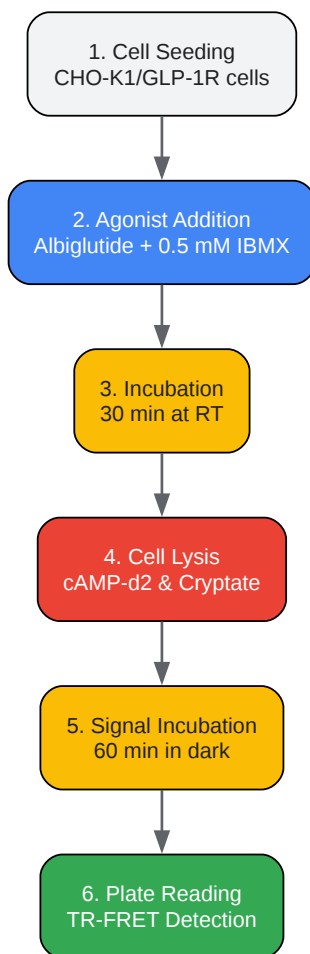 1. Cell Seeding
CHO-K1/GLP-1R cells
2. Agonist Addition
Albiglutide + 0.5 mM IBMX
3. Incubation
30 min at RT
4. Cell Lysis
cAMP-d2 & Cryptate
5. Signal Incubation
60 min in dark
6. Plate Reading
TR-FRET Detection